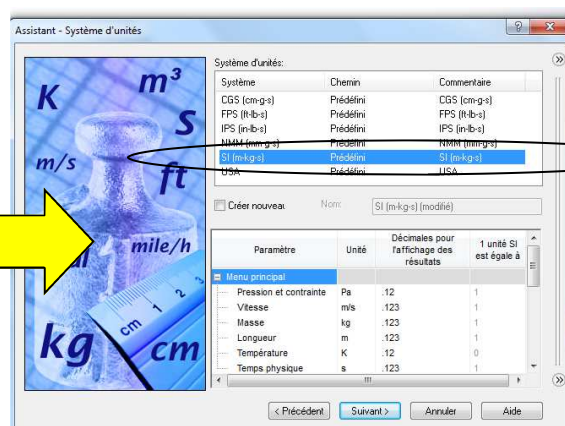 Assistant - Système d'unités
Système d'unités:
Système Chemin Commentaire
CGS (cm-g-s) Prédéfini CGS (cm-g-s)
FPS (ft-lb-s) Prédéfini FPS (ft-lb-s)
IPS (in-lb-s) Prédéfini IPS (in-lb-s)
NMM (mm-g-s) Prédéfini NMM (mm-g-s)
SI (m-kg-s) Prédéfini SI (m-kg-s)
USA Prédéfini USA
Créer nouveau Nom: SI (m-kg-s) (modifié)
Paramètre Unité Décimales pour l'affichage des résultats 1 unité SI est égale à
Menu principal
Pression et contrainte Pa .12 1
Vitesse m/s .123 1
Masse kg .123 1
Longueur m .123 1
Température K .12 0
Temps physique s .123 1
< Précédent Suivant > Annuler Aide
K m³
S
m/s ft
mile/h
cm 1 2 3
kg cm